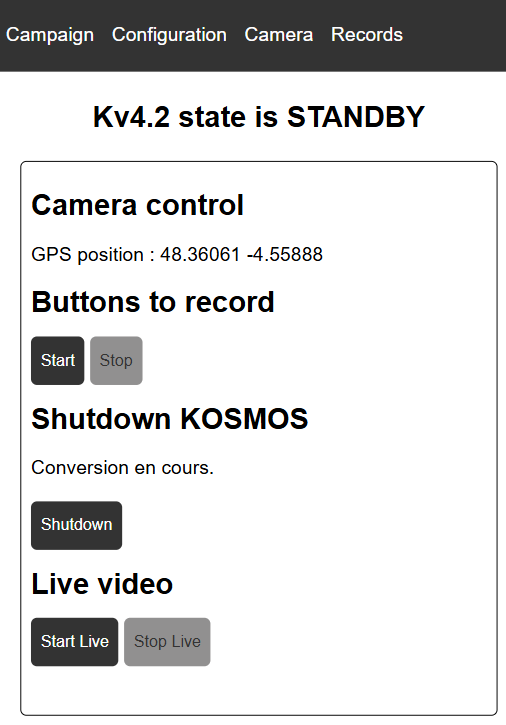 Campaign Configuration Camera Records
Kv4.2 state is STANDBY
Camera control
GPS position : 48.36061 -4.55888
Buttons to record
Start Stop
Shutdown KOSMOS
Conversion en cours.
Shutdown
Live video
Start Live Stop Live